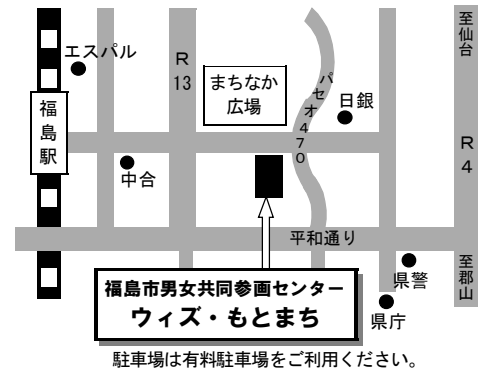 至仙台
エスパル
R
13
まちなか
広場
パセオ470
日銀
福島駅
R
4
中合
平和通り
県警
至郡山
福島市男女共同参画センター
ウィズ・もとまち
県庁
駐車場は有料駐車場をご利用ください。